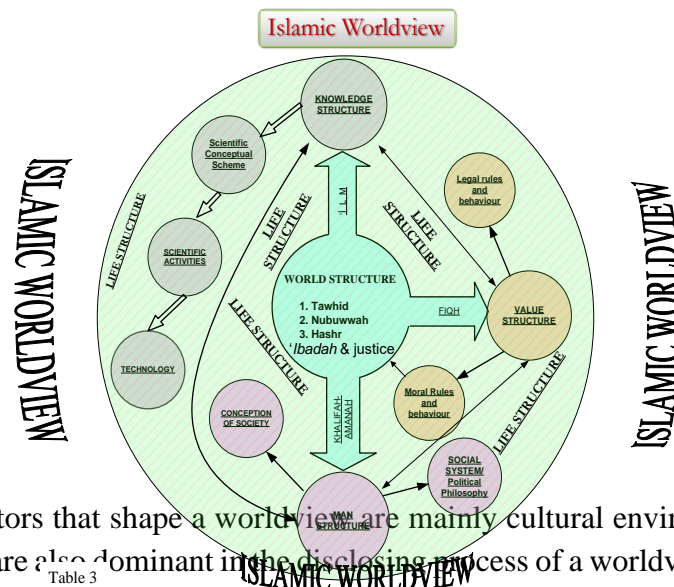 Islamic Worldview
KNOWLEDGE
STRUCTURE
Scientific
Conceptual
Scheme
SCIENTIFIC
ACTIVITIES
TECHNOLOGY
LIFE STRUCTURE
LIFE
STRUCTURE
LIFE
STRUCTURE
LIFE STRUCTURE
LIFE STRUCTURE
ISLAMIC WORLDVIEW
ISLAMIC WORLDVIEW
I L M
Legal rules
and
behaviour
WORLD STRUCTURE
1. Tawhid
2. Nubuwwah
3. Hashr
'Ibadah & justice
FIQH
VALUE
STRUCTURE
KHALIFAH-
AMANAH
Moral Rules
and
behaviour
CONCEPTION
OF SOCIETY
SOCIAL
SYSTEM/
Political
Philosophy
MAN
STRUCTURE
tors that shape a worldview are mainly cultural envir
are also dominant in the disclosing process of a worldv
Table 3
ISLAMIC WORLDVIEW